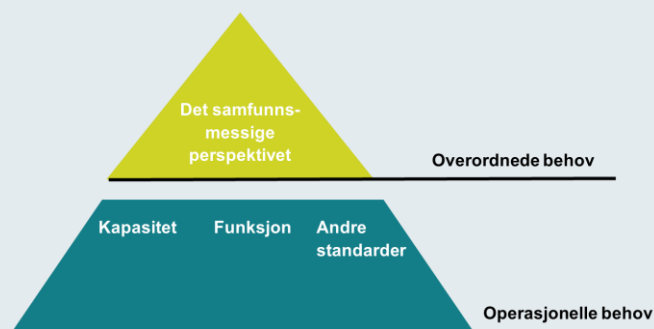 Det samfunns-
messige
perspektivet
Overordnede behov
Kapasitet
Funksjon
Andre
standarder
Operasjonelle behov